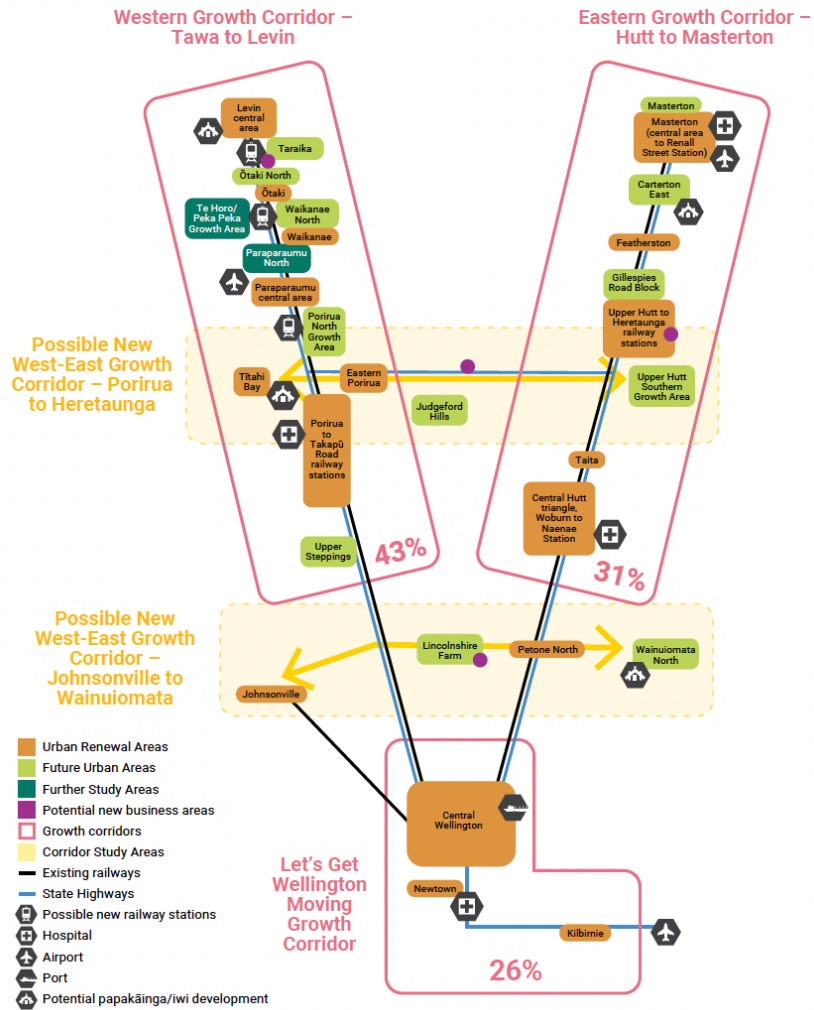 Western Growth Corridor –
Tawa to Levin
Eastern Growth Corridor –
Hutt to Masterton
Levin
central
area
Taraika
Ōtaki North
Ōtaki
Te Horo/
Peka Peka
Growth Area
Waikanae
North
Waikanae
Paraparaumu
North
Paraparaumu
central area
Porirua
North
Growth
Area
Masterton
Masterton
(central area
to Renall
Street Station)
Carterton
East
Featherston
Gillespies
Road Block
Upper Hutt to
Heretaunga
railway
stations
Possible New
West-East Growth
Corridor – Porirua
to Heretaunga
Tītahi
Bay
Eastern
Porirua
Judgeford
Hills
Upper Hutt
Southern
Growth Area
Porirua
to
Takapū
Road
railway
stations
Taita
Central Hutt
triangle,
Woburn to
Naenae
Station
Upper
Steppings
43%
31%
Possible New
West-East Growth
Corridor –
Johnsonville to
Wainuiomata
Lincolnshire
Farm
Petone North
Wainuiomata
North
Johnsonville
Urban Renewal Areas
Future Urban Areas
Further Study Areas
Potential new business areas
Growth corridors
Corridor Study Areas
Existing railways
State Highways
Possible new railway stations
Hospital
Airport
Port
Potential papakāinga/iwi development
Central
Wellington
Let's Get
Wellington
Moving
Growth
Corridor
Newtown
Kilbirnie
26%